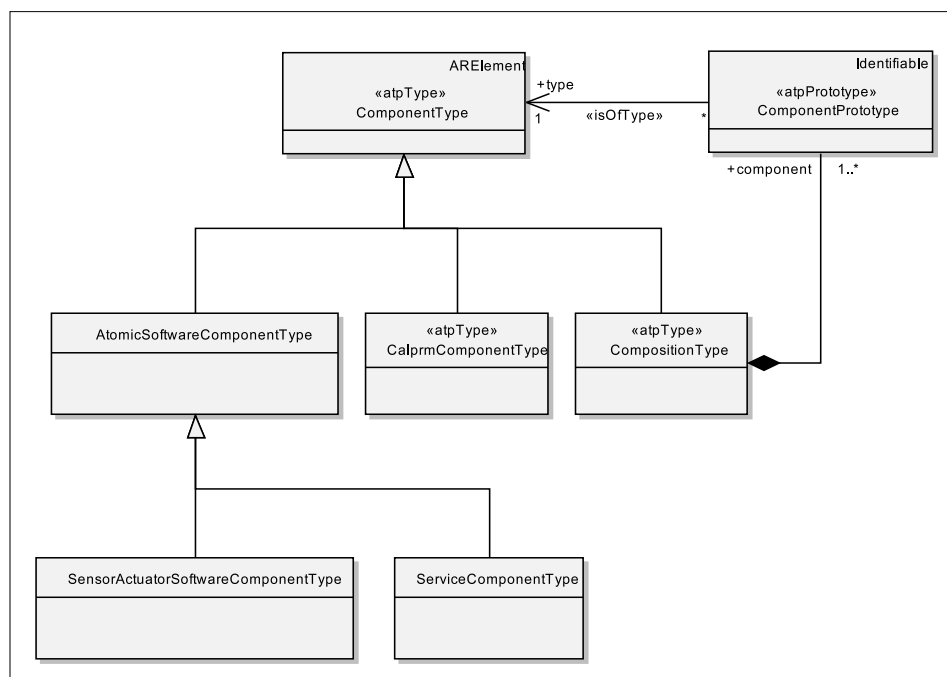 ARElement
«atpType»
ComponentType
Identifiable
«atpPrototype»
ComponentPrototype
+type
1
«isOfType»
*
+component
1..*
AtomicSoftwareComponentType
«atpType»
CalprmComponentType
«atpType»
CompositionType
SensorActuatorSoftwareComponentType
ServiceComponentType